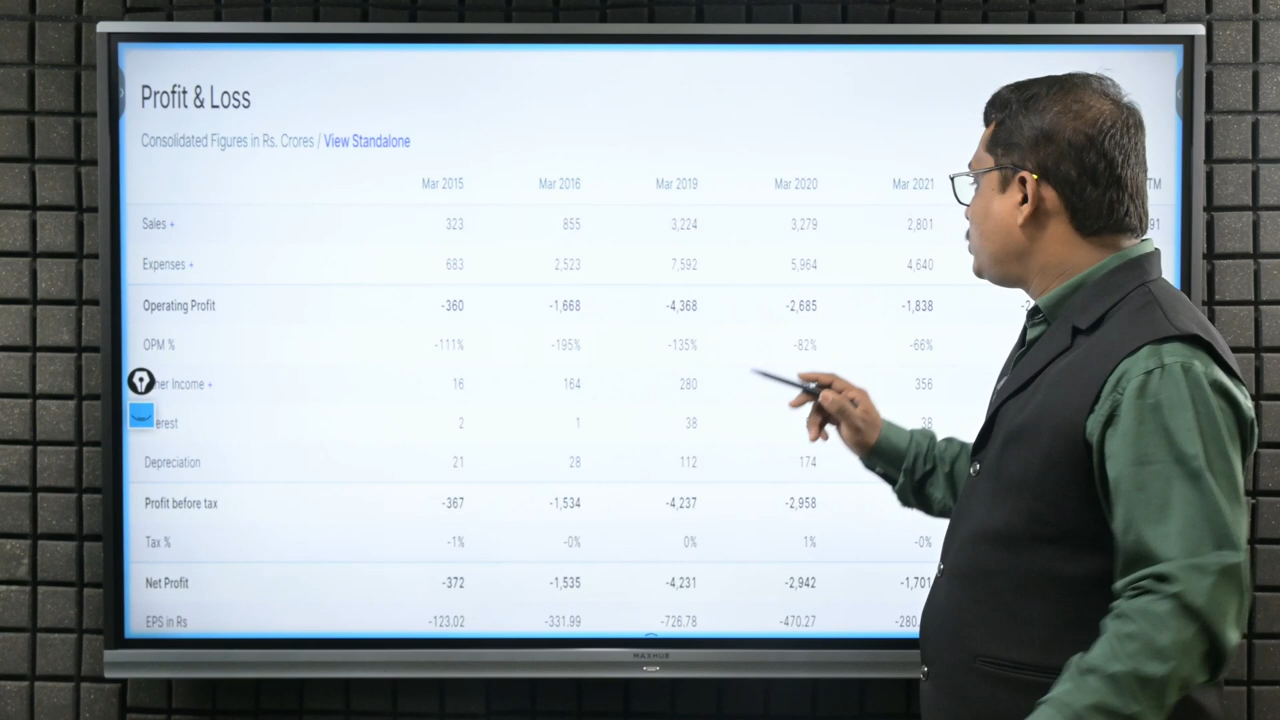 Profit & Loss
Consolidated Figures in Rs. Crores / View Standalone
Mar 2015 Mar 2016 Mar 2019 Mar 2020 Mar 2021 TM
Sales + 323 855 3,224 3,279 2,801 91
Expenses + 683 2,523 7,592 5,964 4,640
Operating Profit -360 -1,668 -4,368 -2,685 -1,838
OPM % -111% -195% -135% -82% -66%
her Income + 16 164 280 356
erest 2 1 38 38
Depreciation 21 28 112 174
Profit before tax -367 -1,534 -4,237 -2,958
Tax % -1% -0% 0% 1% -0%
Net Profit -372 -1,535 -4,231 -2,942 -1,701
EPS in Rs -123.02 -331.99 -726.78 -470.27 -280.
MAXHUB